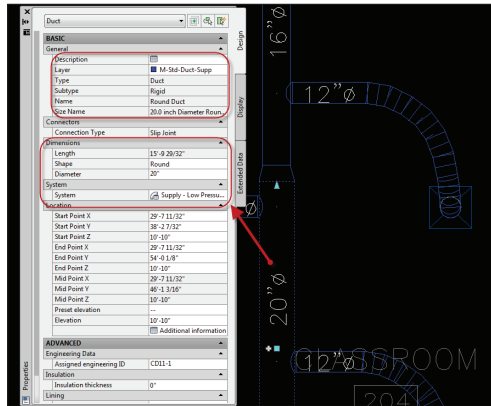 Duct
BASIC
General
Description
Layer M-Std-Duct-Supp
Type Duct
Subtype Rigid
Name Round Duct
Size Name 20.0 inch Diameter Roun...
Connectors
Connection Type Slip Joint
Dimensions
Length 15'-9 29/32"
Shape Round
Diameter 20"
System
System Supply - Low Pressu...
Location
Start Point X 29'-7 11/32"
Start Point Y 38'-2 7/32"
Start Point Z 10'-10"
End Point X 29'-7 11/32"
End Point Y 54'-0 1/8"
End Point Z 10'-10"
Mid Point X 29'-7 11/32"
Mid Point Y 46'-1 3/16"
Mid Point Z 10'-10"
Preset elevation --
Elevation 10'-10"
Additional information
ADVANCED
Engineering Data
Assigned engineering ID CD11-1
Insulation
Insulation thickness 0"
Lining
Properties
Design
Display
Extended Data
16"Ø
12"Ø
Ø
20"Ø
CLASSROOM
12"Ø
204